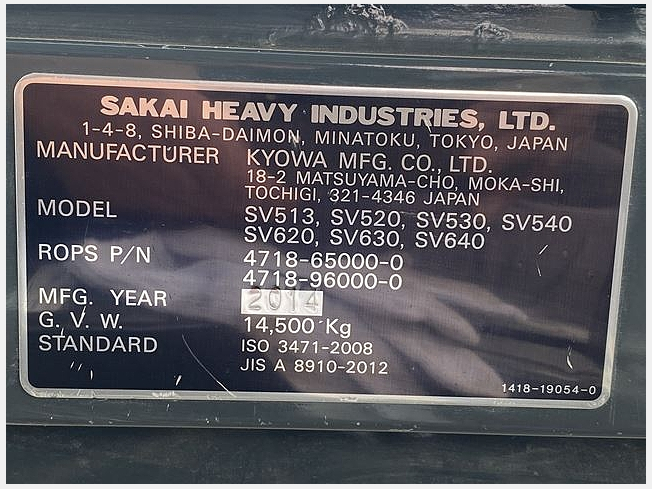 SAKAI HEAVY INDUSTRIES, LTD.
1-4-8, SHIBA-DAIMON, MINATOKU, TOKYO, JAPAN
MANUFACTURER KYOWA MFG. CO., LTD.
18-2 MATSUYAMA-CHO, MOKA-SHI,
TOCHIGI, 321-4346 JAPAN
MODEL SV513, SV520, SV530, SV540
SV620, SV630, SV640
ROPS P/N 4718-65000-0
4718-96000-0
MFG. YEAR 2014
G. V. W. 14,500 Kg
STANDARD ISO 3471-2008
JIS A 8910-2012
1418-19054-0